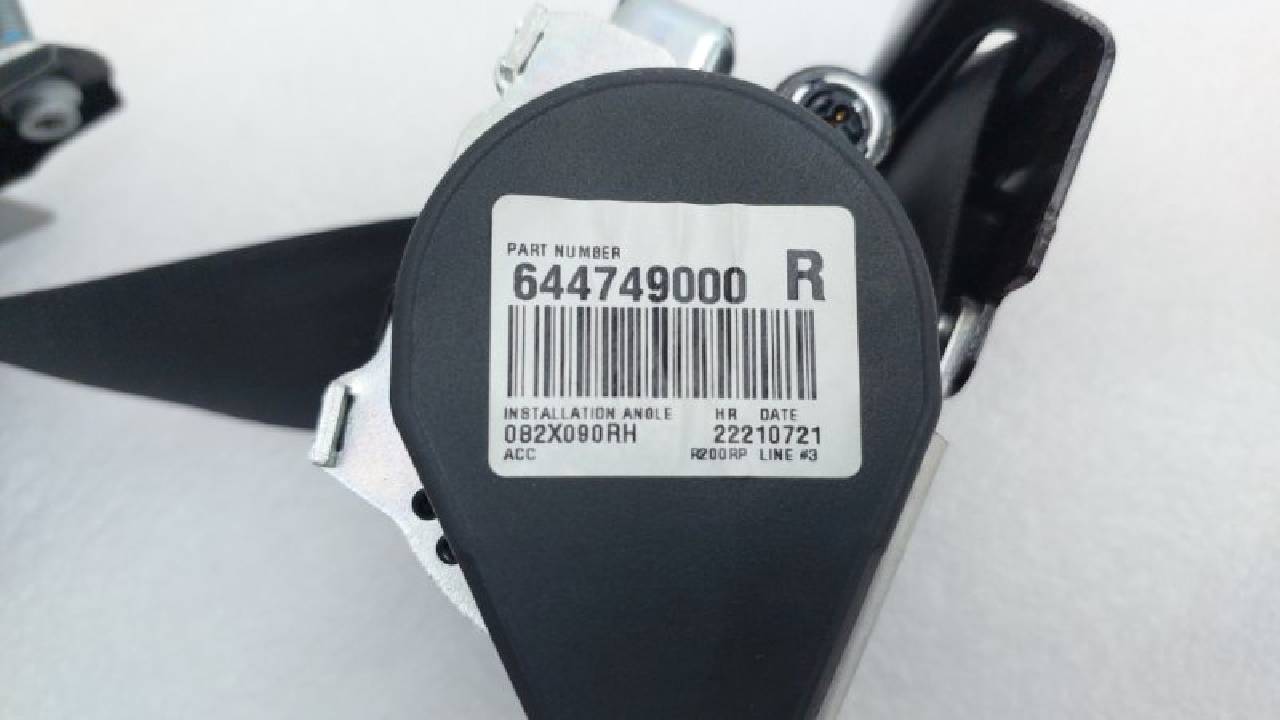 PART NUMBER
644749000 R
INSTALLATION ANGLE HR DATE
082X090RH 22210721
ACC R200RP LINE #3